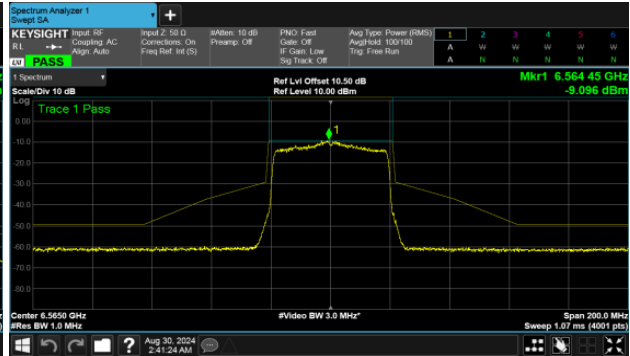 Spectrum Analyzer 1
Swept SA
+
KEYSIGHT Input: RF Input Z: 50 Ω #Atten: 10 dB PNO: Fast Avg Type: Power (RMS) 1 2 3 4 5 6
RL Coupling: AC Corrections: On Preamp: Off Gate: Off Avg|Hold: 100/100 A W W W W W
Align: Auto Freq Ref: Int (S) IF Gain: Low Trig: Free Run
EXT PASS Sig Track: Off A N N N N N
1 Spectrum Ref Lvl Offset 10.50 dB Mkr1 6.564 45 GHz
Scale/Div 10 dB Ref Level 10.00 dBm -9.096 dBm
Log
Trace 1 Pass
0.00
1
-10.0
-20.0
-30.0
-40.0
-50.0
-60.0
-70.0
-80.0
Center 6.5650 GHz #Video BW 3.0 MHz* Span 200.0 MHz
#Res BW 1.0 MHz Sweep 1.07 ms (4001 pts)
? Aug 30, 2024
2:41:24 AM